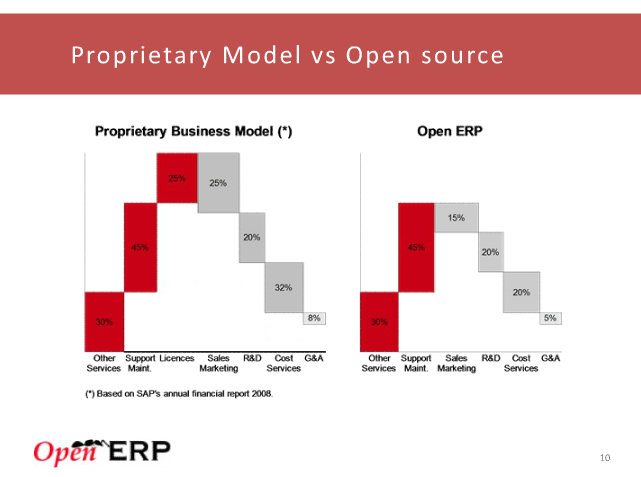 Proprietary Model vs Open source
Proprietary Business Model (*)
25%
25%
45%
20%
32%
30%
8%
Other Services
Support Maint.
Licences
Sales Marketing
R&D
Cost Services
G&A
(*) Based on SAP's annual financial report 2008.
Open ERP
15%
45%
20%
20%
30%
5%
Other Services
Support Maint.
Sales Marketing
R&D
Cost Services
G&A
Open ERP
10